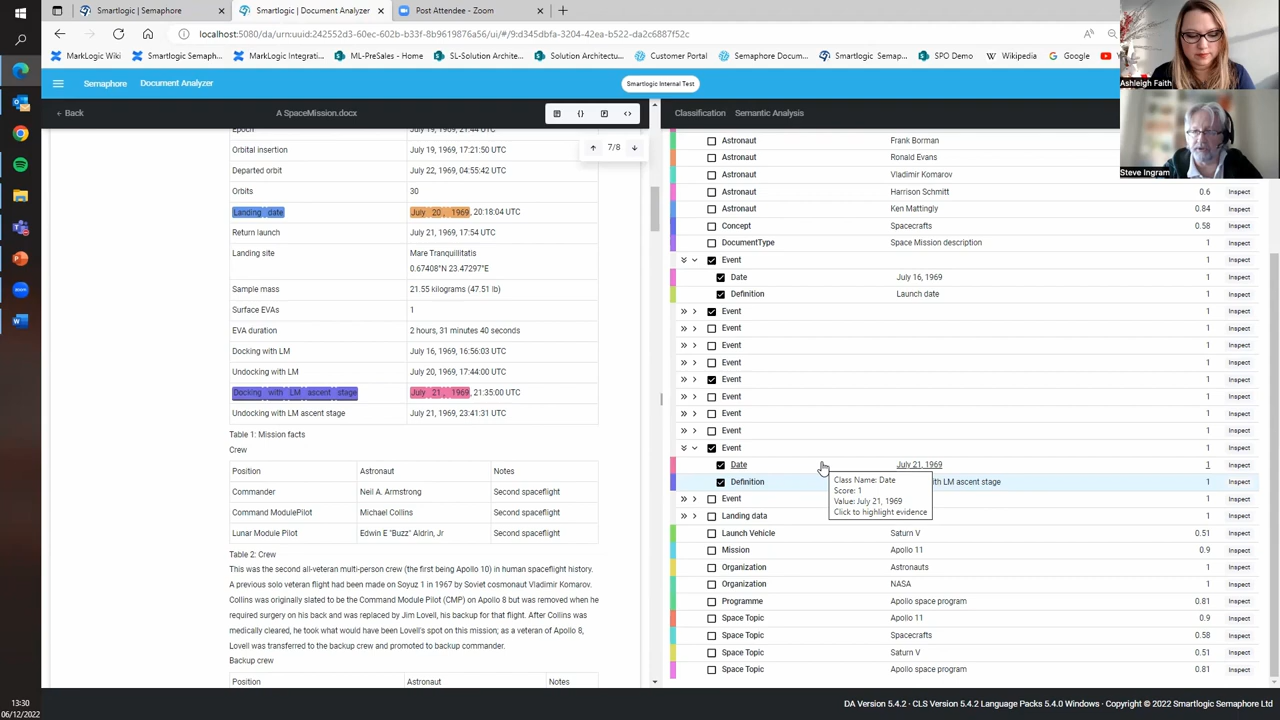 Smartlogic | Semaphore
Smartlogic | Document Analyzer
Post Attendee - Zoom
localhost:5080/da/urn:uuid:242552d3-60ec-602b-b33f-8b9619876a56/ui/#/9:d345dbfa-3204-42ea-b522-da2c6887f52c
MarkLogic Wiki
Smartlogic Semaph...
MarkLogic Integrati...
ML-PreSales - Hom...
SL-Solution Archite...
Solution Architectu...
Customer Portal
Semaphore Docum...
Smartlogic Semap...
SPO Demo
Wikipedia
Google
Semaphore
Document Analyzer
Smartlogic Internal Test
Ashleigh Faith
Steve Ingram
Back
A SpaceMission.docx
7/8
Epoch July 19, 1969, 21:44 UTC
Orbital insertion July 19, 1969, 17:21:50 UTC
Departed orbit July 22, 1969, 04:55:42 UTC
Orbits 30
Landing date July 20, 1969, 20:18:04 UTC
Return launch July 21, 1969, 17:54 UTC
Landing site Mare Tranquillitatis
0.67408°N 23.47297°E
Sample mass 21.55 kilograms (47.51 lb)
Surface EVAs 1
EVA duration 2 hours, 31 minutes 40 seconds
Docking with LM July 16, 1969, 16:56:03 UTC
Undocking with LM July 20, 1969, 17:44:00 UTC
Docking with LM ascent stage July 21, 1969, 21:35:00 UTC
Undocking with LM ascent stage July 21, 1969, 23:41:31 UTC
Table 1: Mission facts
Crew
Position Astronaut Notes
Commander Neil A. Armstrong Second spaceflight
Command ModulePilot Michael Collins Second spaceflight
Lunar Module Pilot Edwin E "Buzz" Aldrin, Jr Second spaceflight
Table 2: Crew
This was the second all-veteran multi-person crew (the first being Apollo 10) in human spaceflight history.
A previous solo veteran flight had been made on Soyuz 1 in 1967 by Soviet cosmonaut Vladimir Komarov.
Collins was originally slated to be the Command Module Pilot (CMP) on Apollo 8 but was removed when he
required surgery on his back and was replaced by Jim Lovell, his backup for that flight. After Collins was
medically cleared, he took what would have been Lovell's spot on this mission; as a veteran of Apollo 8,
Lovell was transferred to the backup crew and promoted to backup commander.
Backup crew
Position Astronaut Notes
Classification
Semantic Analysis
Astronaut Frank Borman
Astronaut Ronald Evans
Astronaut Vladimir Komarov
Astronaut Harrison Schmitt 0.6 Inspect
Astronaut Ken Mattingly 0.84 Inspect
Concept Spacecrafts 0.58 Inspect
DocumentType Space Mission description 1 Inspect
Event 1 Inspect
Date July 16, 1969 1 Inspect
Definition Launch date 1 Inspect
Event 1 Inspect
Event 1 Inspect
Event 1 Inspect
Event 1 Inspect
Event 1 Inspect
Event 1 Inspect
Event 1 Inspect
Event 1 Inspect
Event 1 Inspect
Date July 21, 1969 1 Inspect
Definition th LM ascent stage 1 Inspect
Class Name: Date
Score: 1
Value: July 21, 1969
Click to highlight evidence
Event 1 Inspect
Landing data 1 Inspect
Launch Vehicle Saturn V 0.51 Inspect
Mission Apollo 11 0.9 Inspect
Organization Astronauts 1 Inspect
Organization NASA 1 Inspect
Programme Apollo space program 0.81 Inspect
Space Topic Apollo 11 0.9 Inspect
Space Topic Spacecrafts 0.58 Inspect
Space Topic Saturn V 0.51 Inspect
Space Topic Apollo space program 0.81 Inspect
DA Version 5.4.2 · CLS Version 5.4.2 Language Packs 5.4.0 Windows · Copyright © 2022 Smartlogic Semaphore Ltd
13:30
06/12/2022